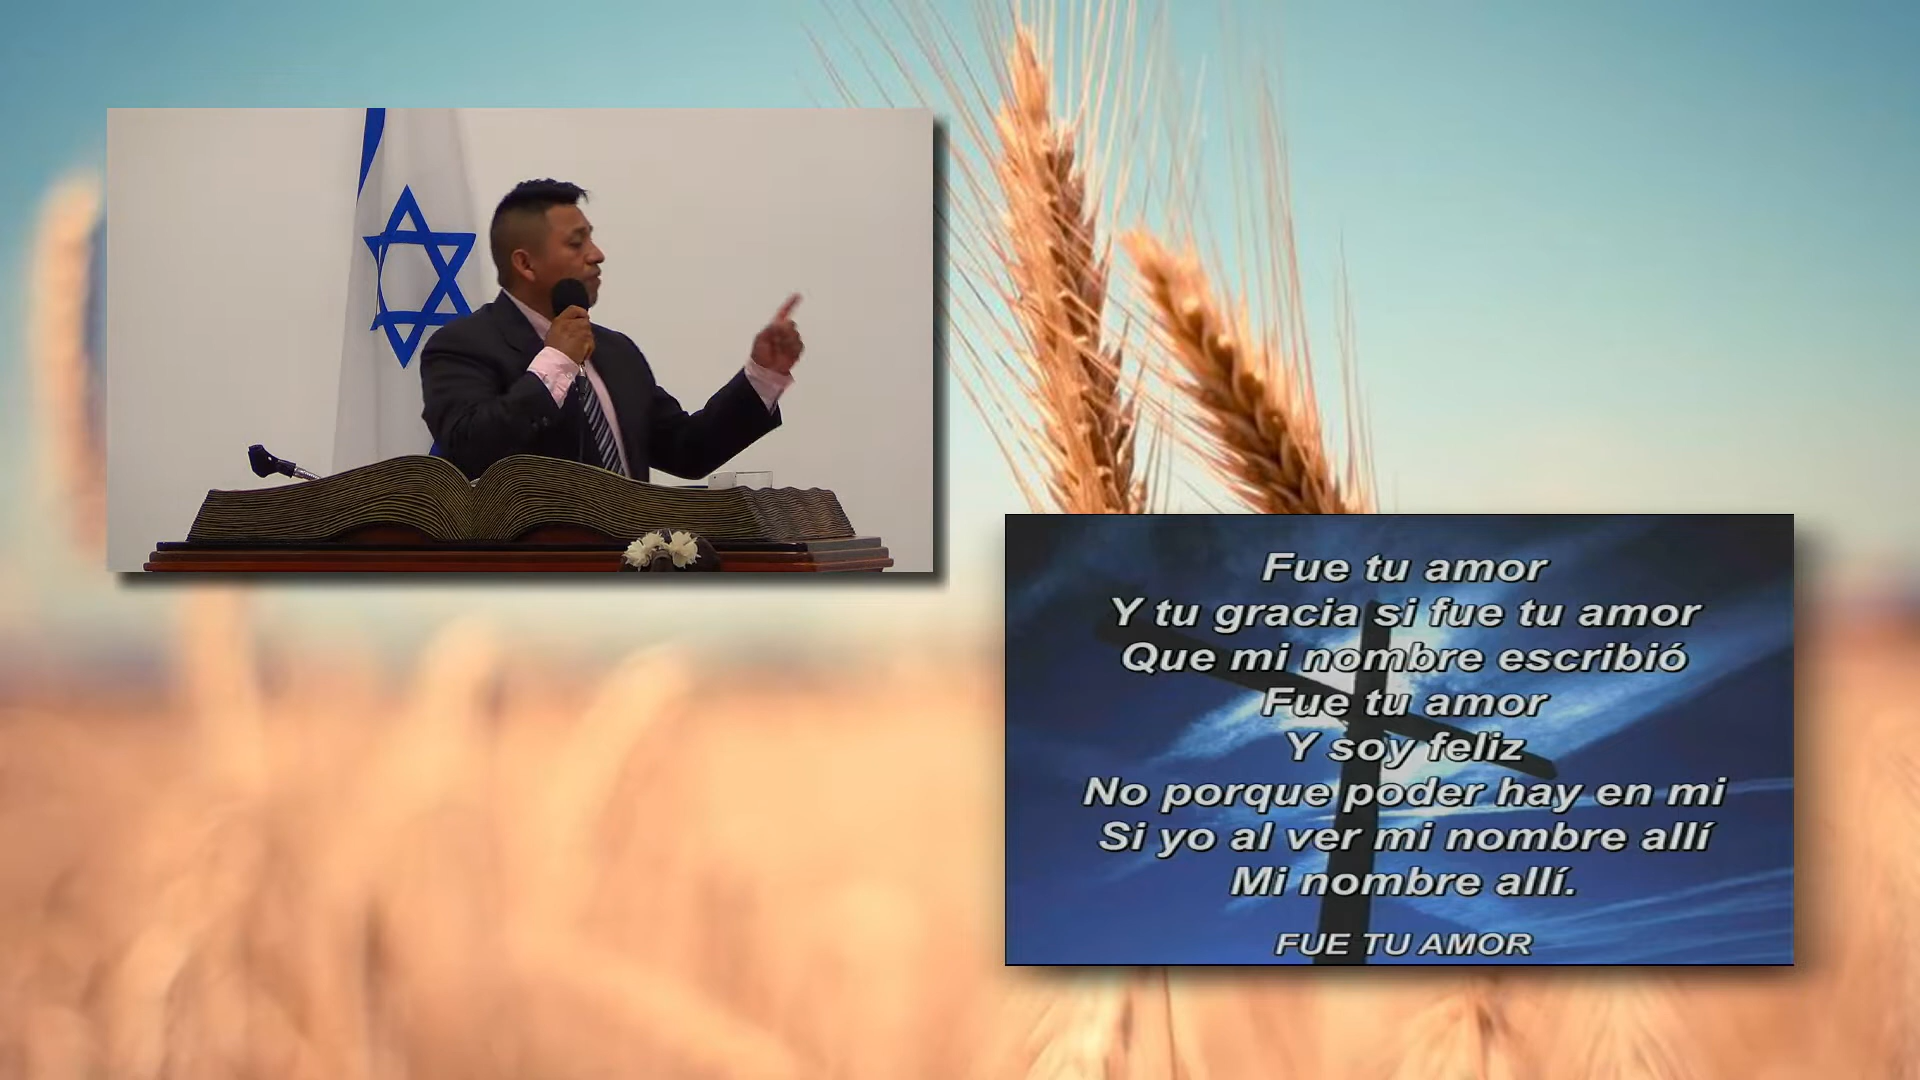 Fue tu amor
Y tu gracia si fue tu amor
Que mi nombre escribió
Fue tu amor
Y soy feliz
No porque poder hay en mi
Si yo al ver mi nombre allí
Mi nombre allí.
FUE TU AMOR